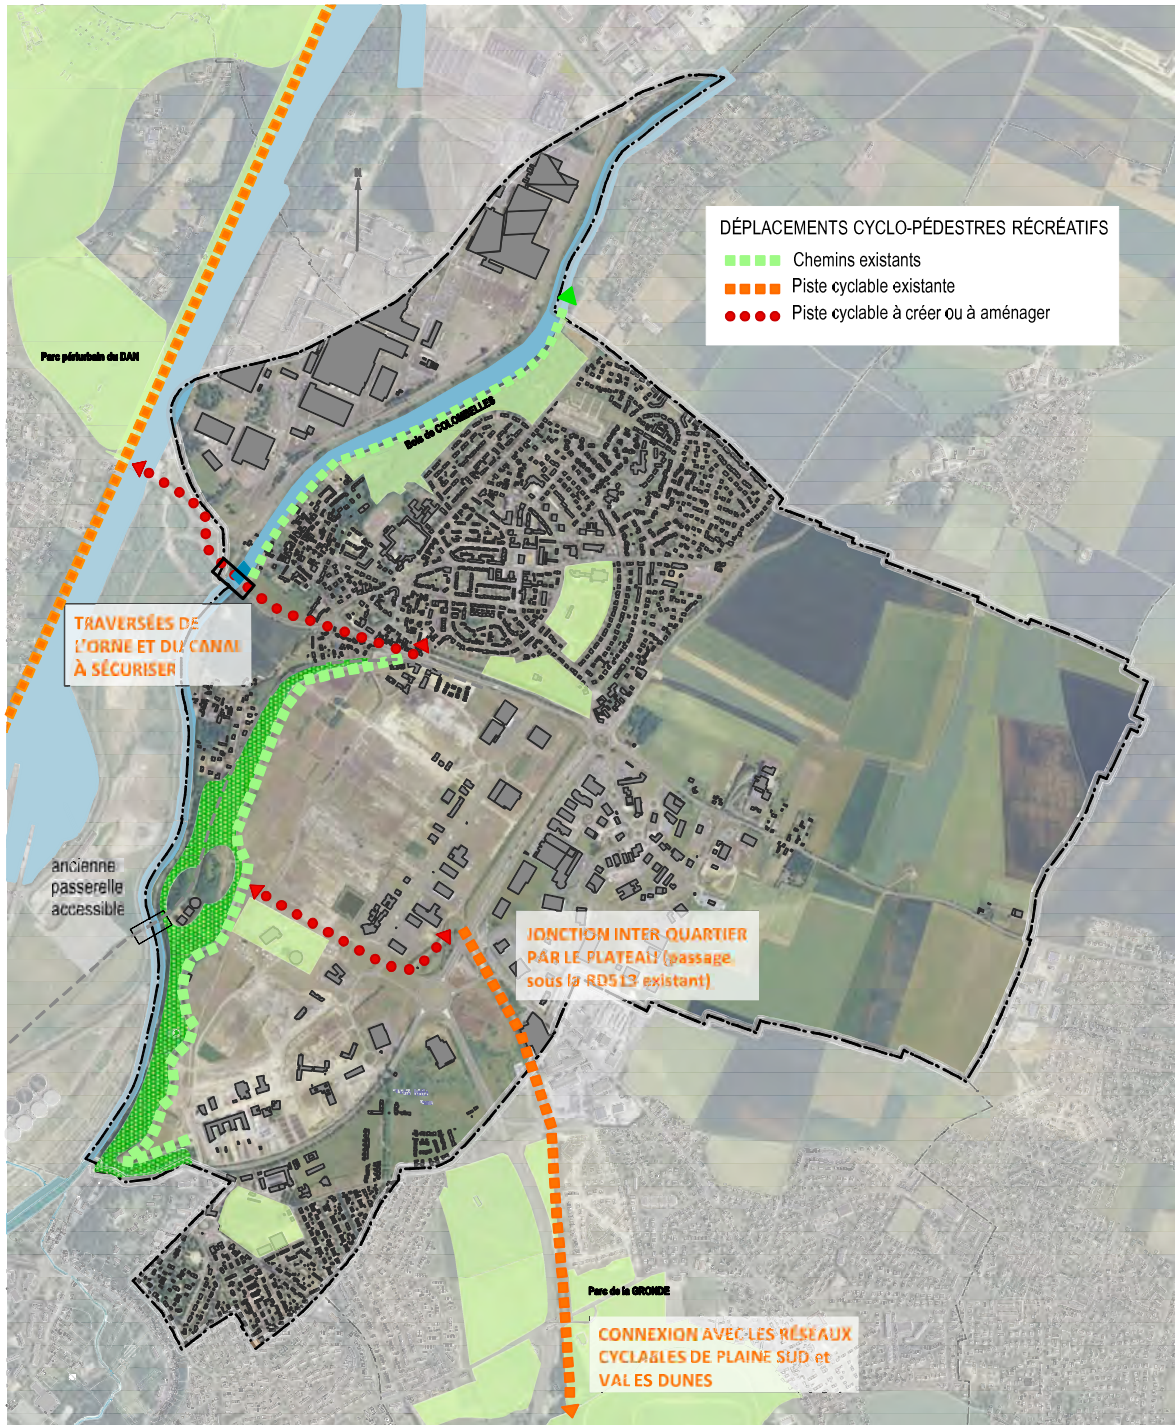 DÉPLACEMENTS CYCLO-PÉDESTRES RÉCRÉATIFS
Chemins existants
Piste cyclable existante
Piste cyclable à créer ou à aménager
Parc périurbain du DAN
Bois de COLOMBELLES
TRAVERSÉES DE
L'ORNE ET DU CANAL
À SÉCURISER
ancienne
passerelle
accessible
JONCTION INTER QUARTIER
PAR LE PLATEAU (passage
sous la RD513 existant)
Parc de la GRONDE
CONNEXION AVEC LES RÉSEAUX
CYCLABLES DE PLAINE SUD et
VAL ES DUNES